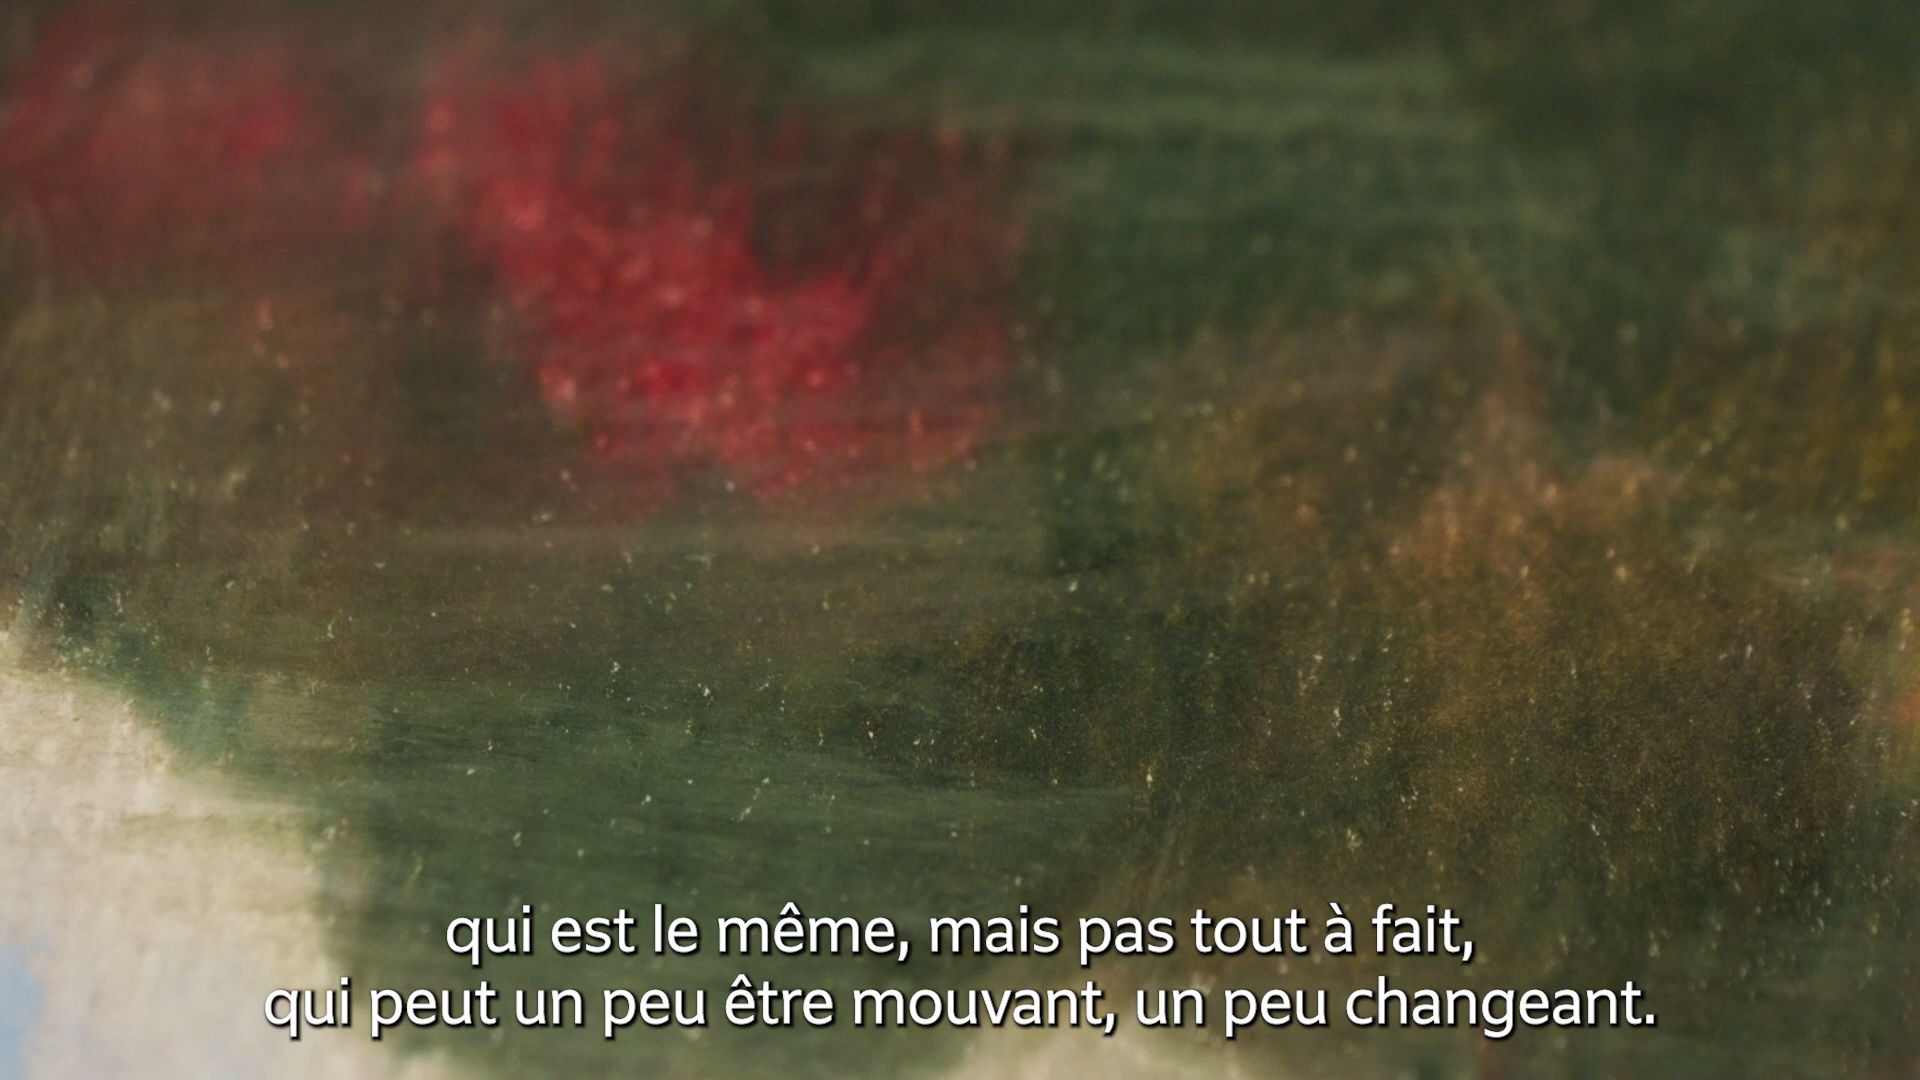 qui est le même, mais pas tout à fait,
qui peut un peu être mouvant, un peu changeant.